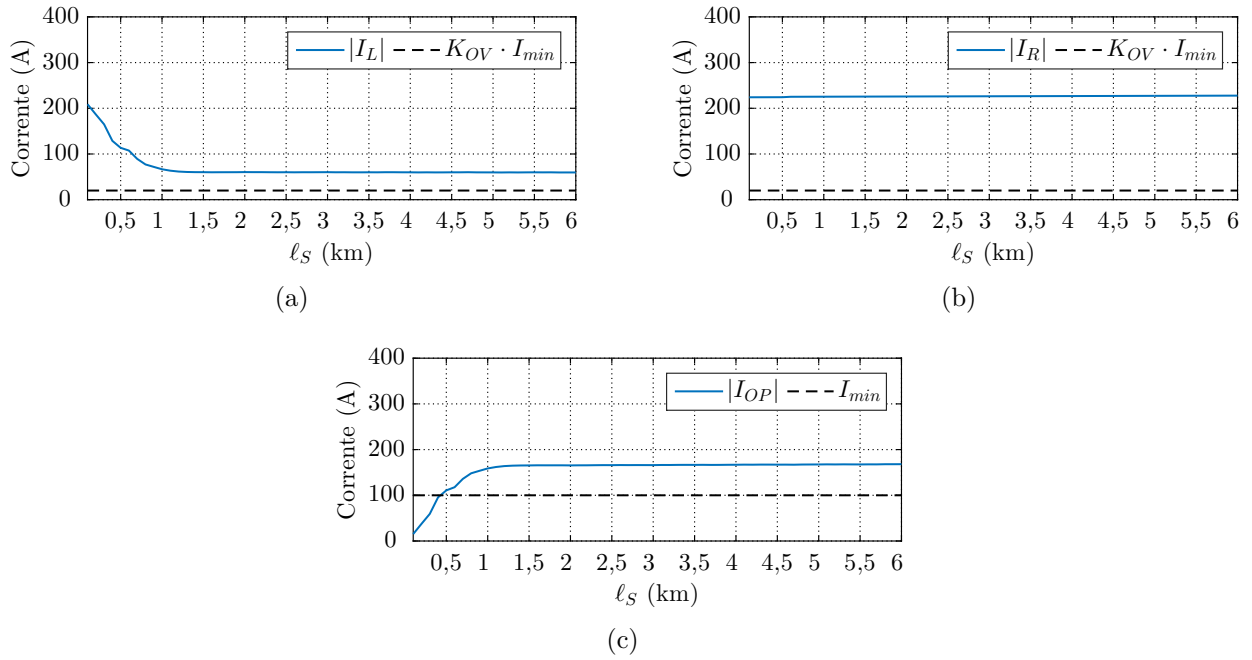 400
300
200
100
0
Corrente (A)
|I_L| K_OV · I_min
0,5 1 1,5 2 2,5 3 3,5 4 4,5 5 5,5 6
ℓ_S (km)
(a)
400
300
200
100
0
Corrente (A)
|I_R| K_OV · I_min
0,5 1 1,5 2 2,5 3 3,5 4 4,5 5 5,5 6
ℓ_S (km)
(b)
400
300
200
100
0
Corrente (A)
|I_OP| I_min
0,5 1 1,5 2 2,5 3 3,5 4 4,5 5 5,5 6
ℓ_S (km)
(c)